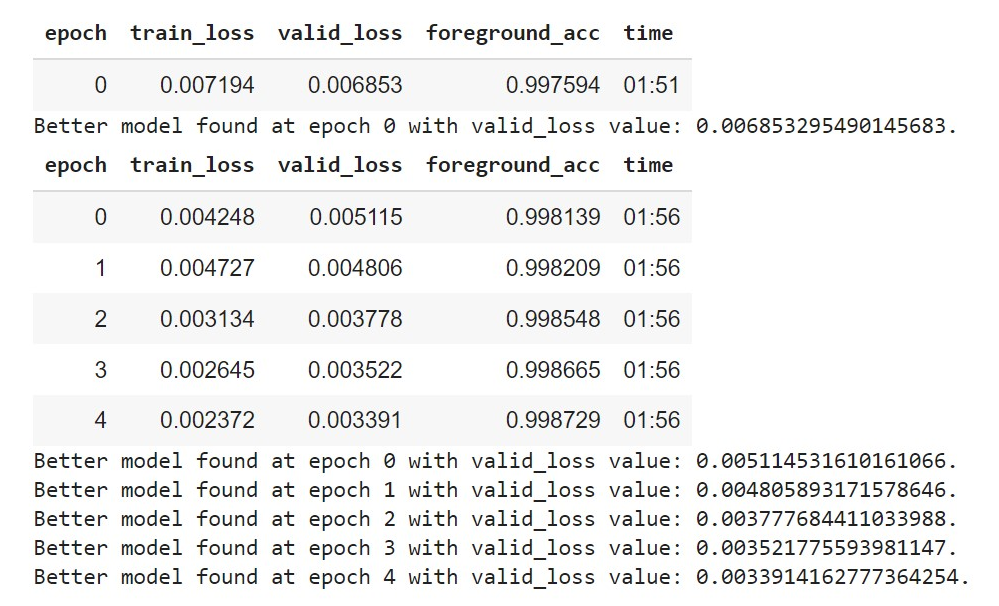 epoch train_loss valid_loss foreground_acc time
0 0.007194 0.006853 0.997594 01:51
Better model found at epoch 0 with valid_loss value: 0.006853295490145683.
epoch train_loss valid_loss foreground_acc time
0 0.004248 0.005115 0.998139 01:56
1 0.004727 0.004806 0.998209 01:56
2 0.003134 0.003778 0.998548 01:56
3 0.002645 0.003522 0.998665 01:56
4 0.002372 0.003391 0.998729 01:56
Better model found at epoch 0 with valid_loss value: 0.005114531610161066.
Better model found at epoch 1 with valid_loss value: 0.004805893171578646.
Better model found at epoch 2 with valid_loss value: 0.003777684411033988.
Better model found at epoch 3 with valid_loss value: 0.003521775593981147.
Better model found at epoch 4 with valid_loss value: 0.0033914162777364254.